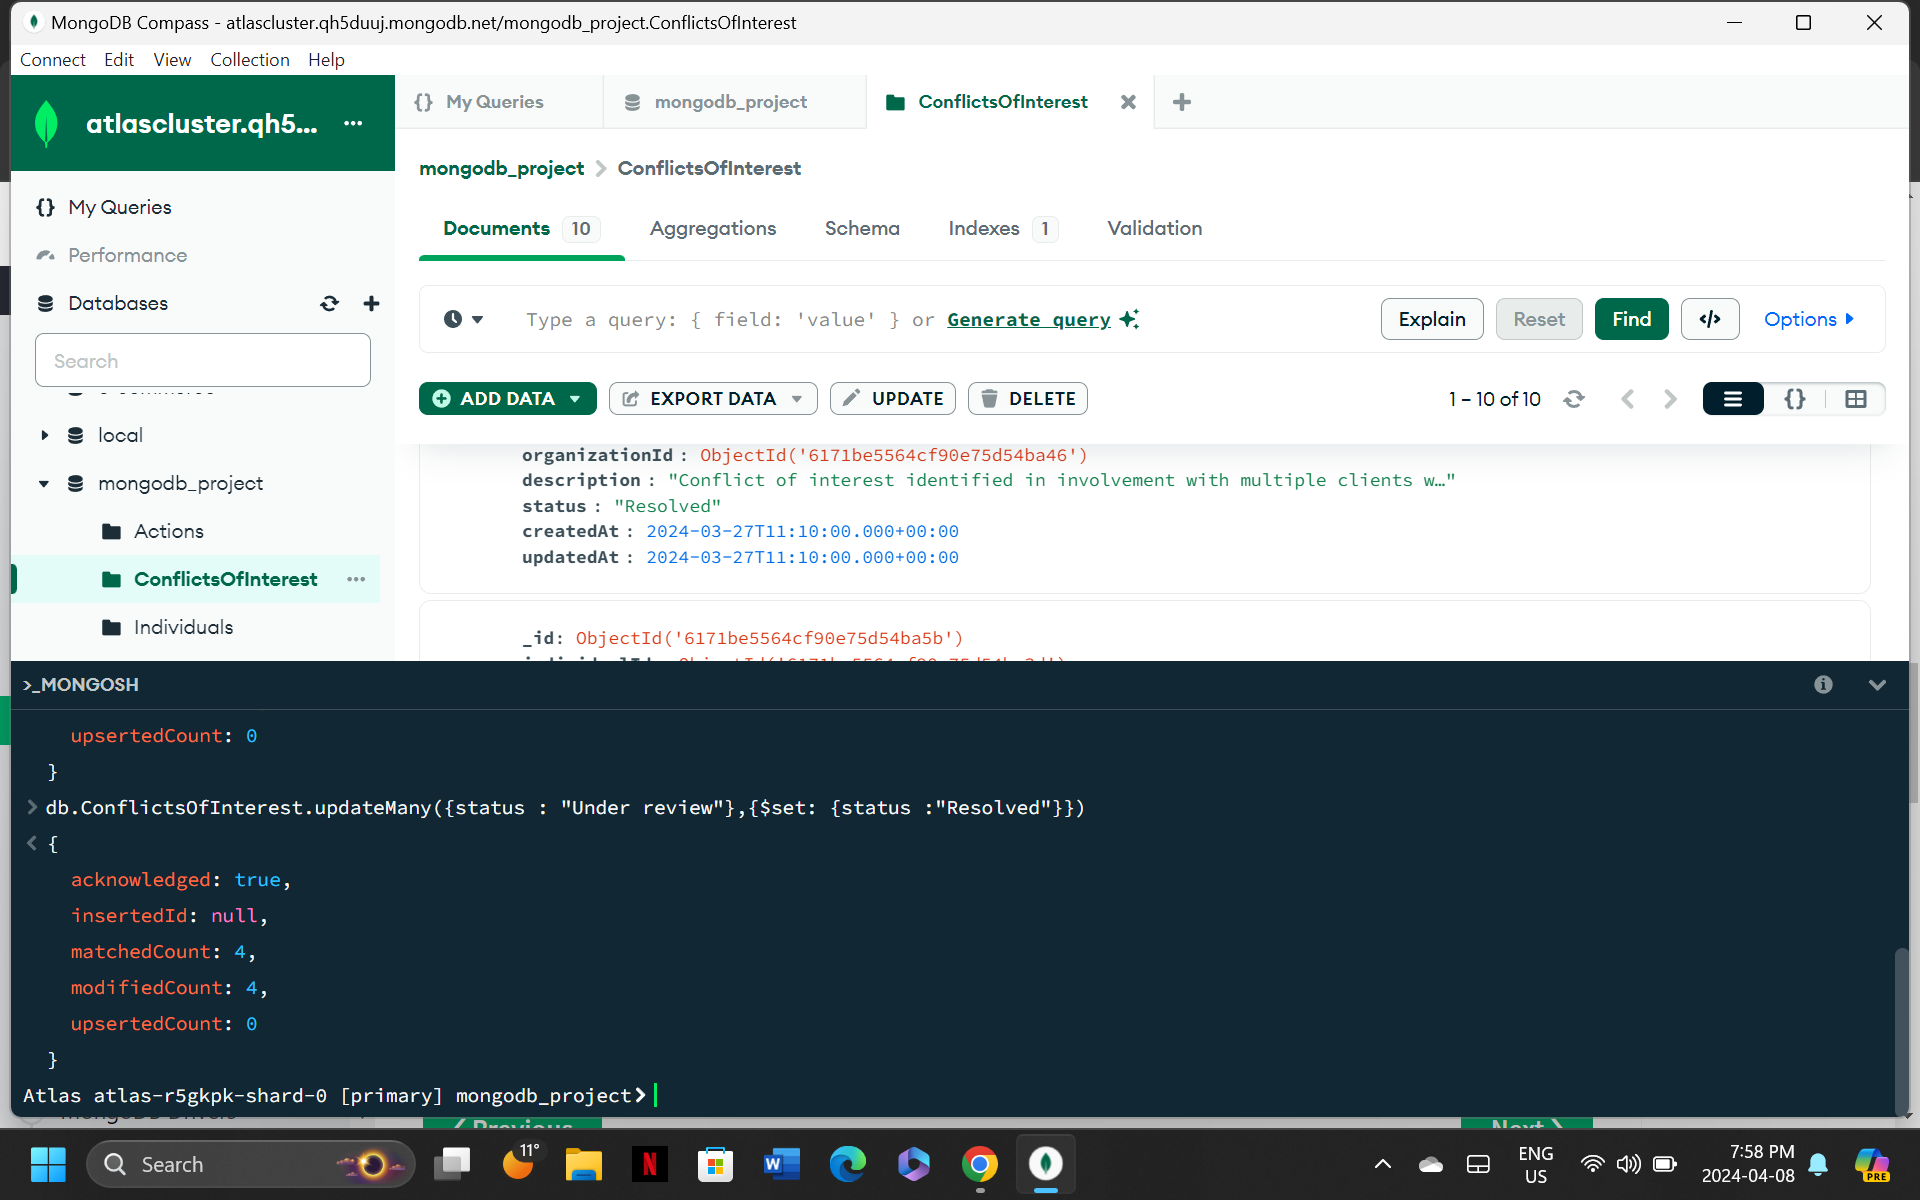 MongoDB Compass - atlascluster.qh5duuj.mongodb.net/mongodb_project.ConflictsOfInterest
Connect Edit View Collection Help
atlascluster.qh5... ...
{} My Queries
mongodb_project
ConflictsOfInterest
mongodb_project > ConflictsOfInterest
{} My Queries
Performance
Databases
Search
local
mongodb_project
Actions
ConflictsOfInterest ...
Individuals
Documents 10 Aggregations Schema Indexes 1 Validation
Type a query: { field: 'value' } or Generate query
Explain Reset Find </> Options
ADD DATA EXPORT DATA UPDATE DELETE
1 – 10 of 10
{}
organizationId : ObjectId('6171be5564cf90e75d54ba46')
description : "Conflict of interest identified in involvement with multiple clients w…"
status : "Resolved"
createdAt : 2024-03-27T11:10:00.000+00:00
updatedAt : 2024-03-27T11:10:00.000+00:00
_id: ObjectId('6171be5564cf90e75d54ba5b')
>_MONGOSH
upsertedCount: 0
}
> db.ConflictsOfInterest.updateMany({status : "Under review"},{$set: {status :"Resolved"}})
< {
acknowledged: true,
insertedId: null,
matchedCount: 4,
modifiedCount: 4,
upsertedCount: 0
}
Atlas atlas-r5gkpk-shard-0 [primary] mongodb_project>
Search
11°
ENG
US
7:58 PM
2024-04-08
PRE